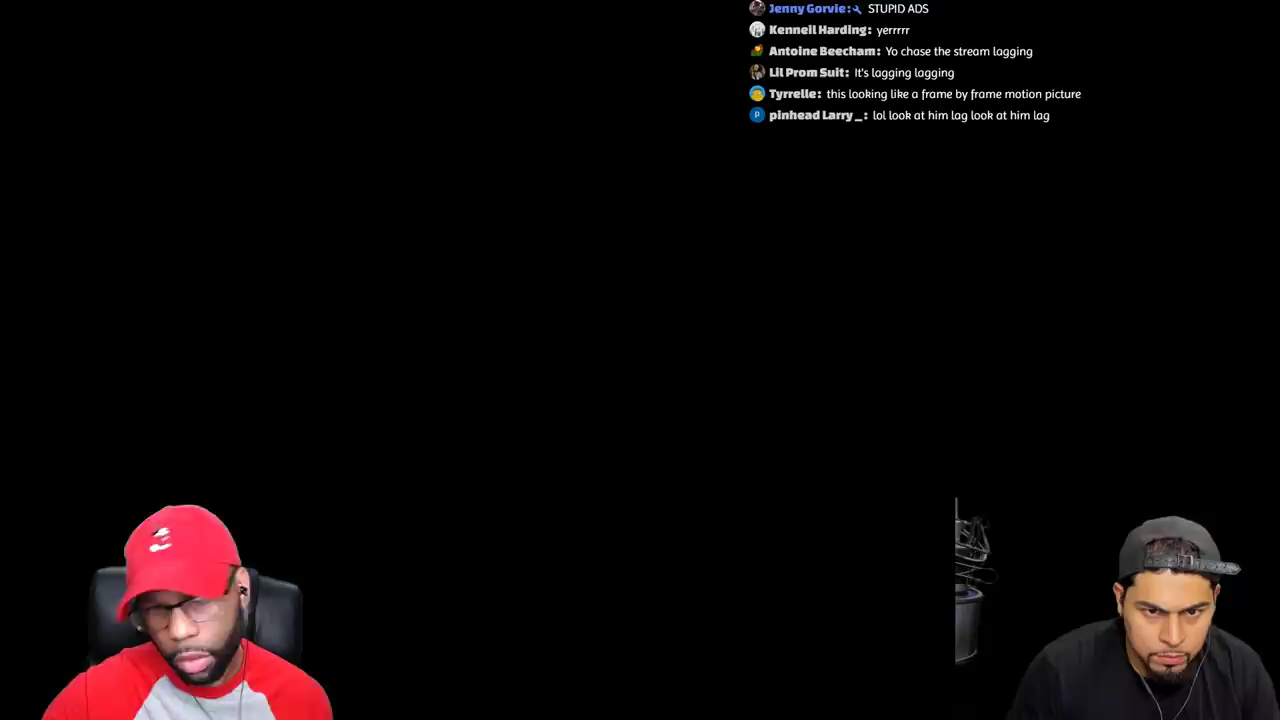 Jenny Gorvie: STUPID ADS
Kennell Harding: yerrrrr
Antoine Beecham: Yo chase the stream lagging
Lil Prom Suit: It's lagging lagging
Tyrrelle: this looking like a frame by frame motion picture
P pinhead Larry_: lol look at him lag look at him lag